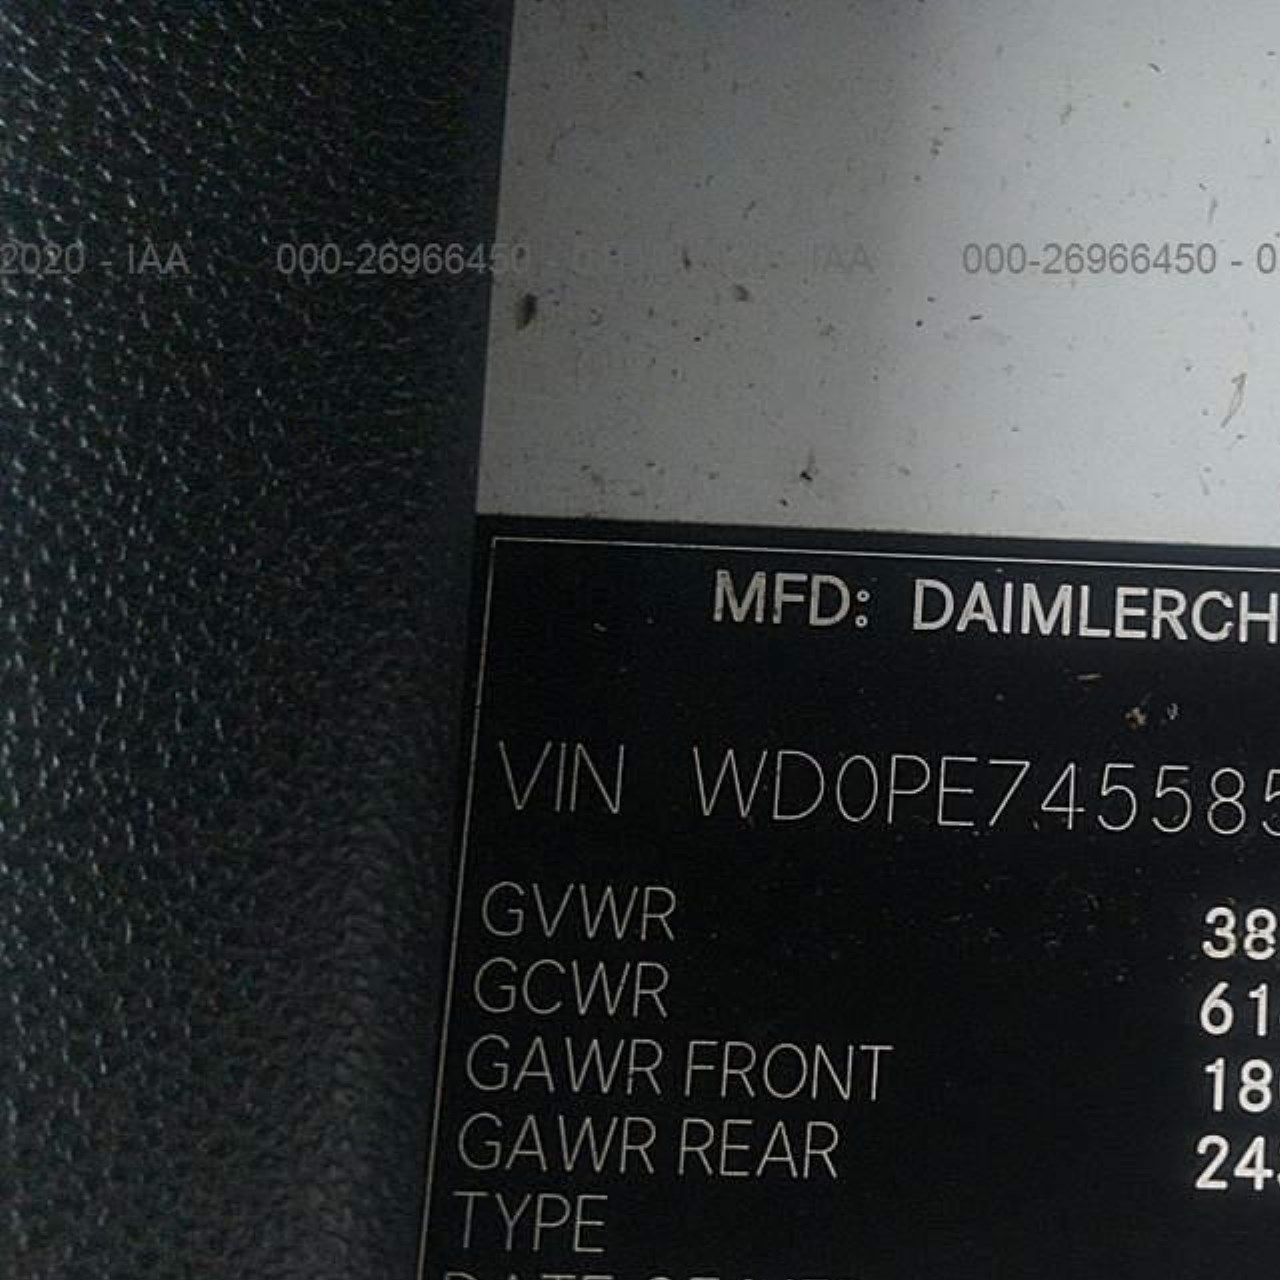 2020 - IAA 000-26966450 - 0 IAA 000-26966450 - 0
MFD: DAIMLERCH
VIN WD0PE745585
GVWR 38
GCWR 61
GAWR FRONT 18
GAWR REAR 24
TYPE